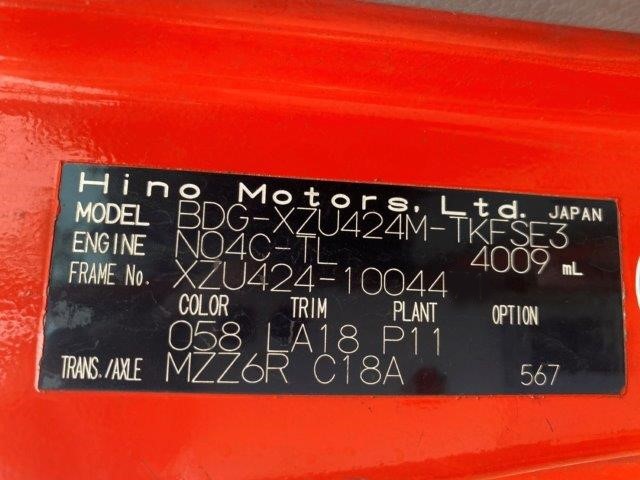 Hino Motors, Ltd. JAPAN
MODEL BDG-XZU424M-TKFSE3
ENGINE N04C-TL 4009 mL
FRAME No. XZU424-10044
COLOR TRIM PLANT OPTION
058 LA18 P11
TRANS./AXLE MZZ6R C18A 567